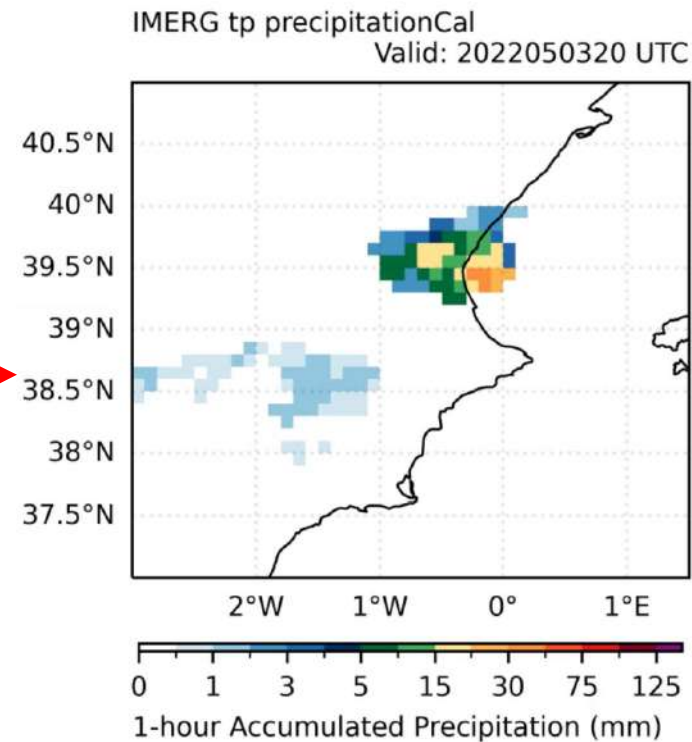 IMERG tp precipitationCal
Valid: 2022050320 UTC
40.5°N
40°N
39.5°N
39°N
38.5°N
38°N
37.5°N
2°W 1°W 0° 1°E
0 1 3 5 15 30 75 125
1-hour Accumulated Precipitation (mm)